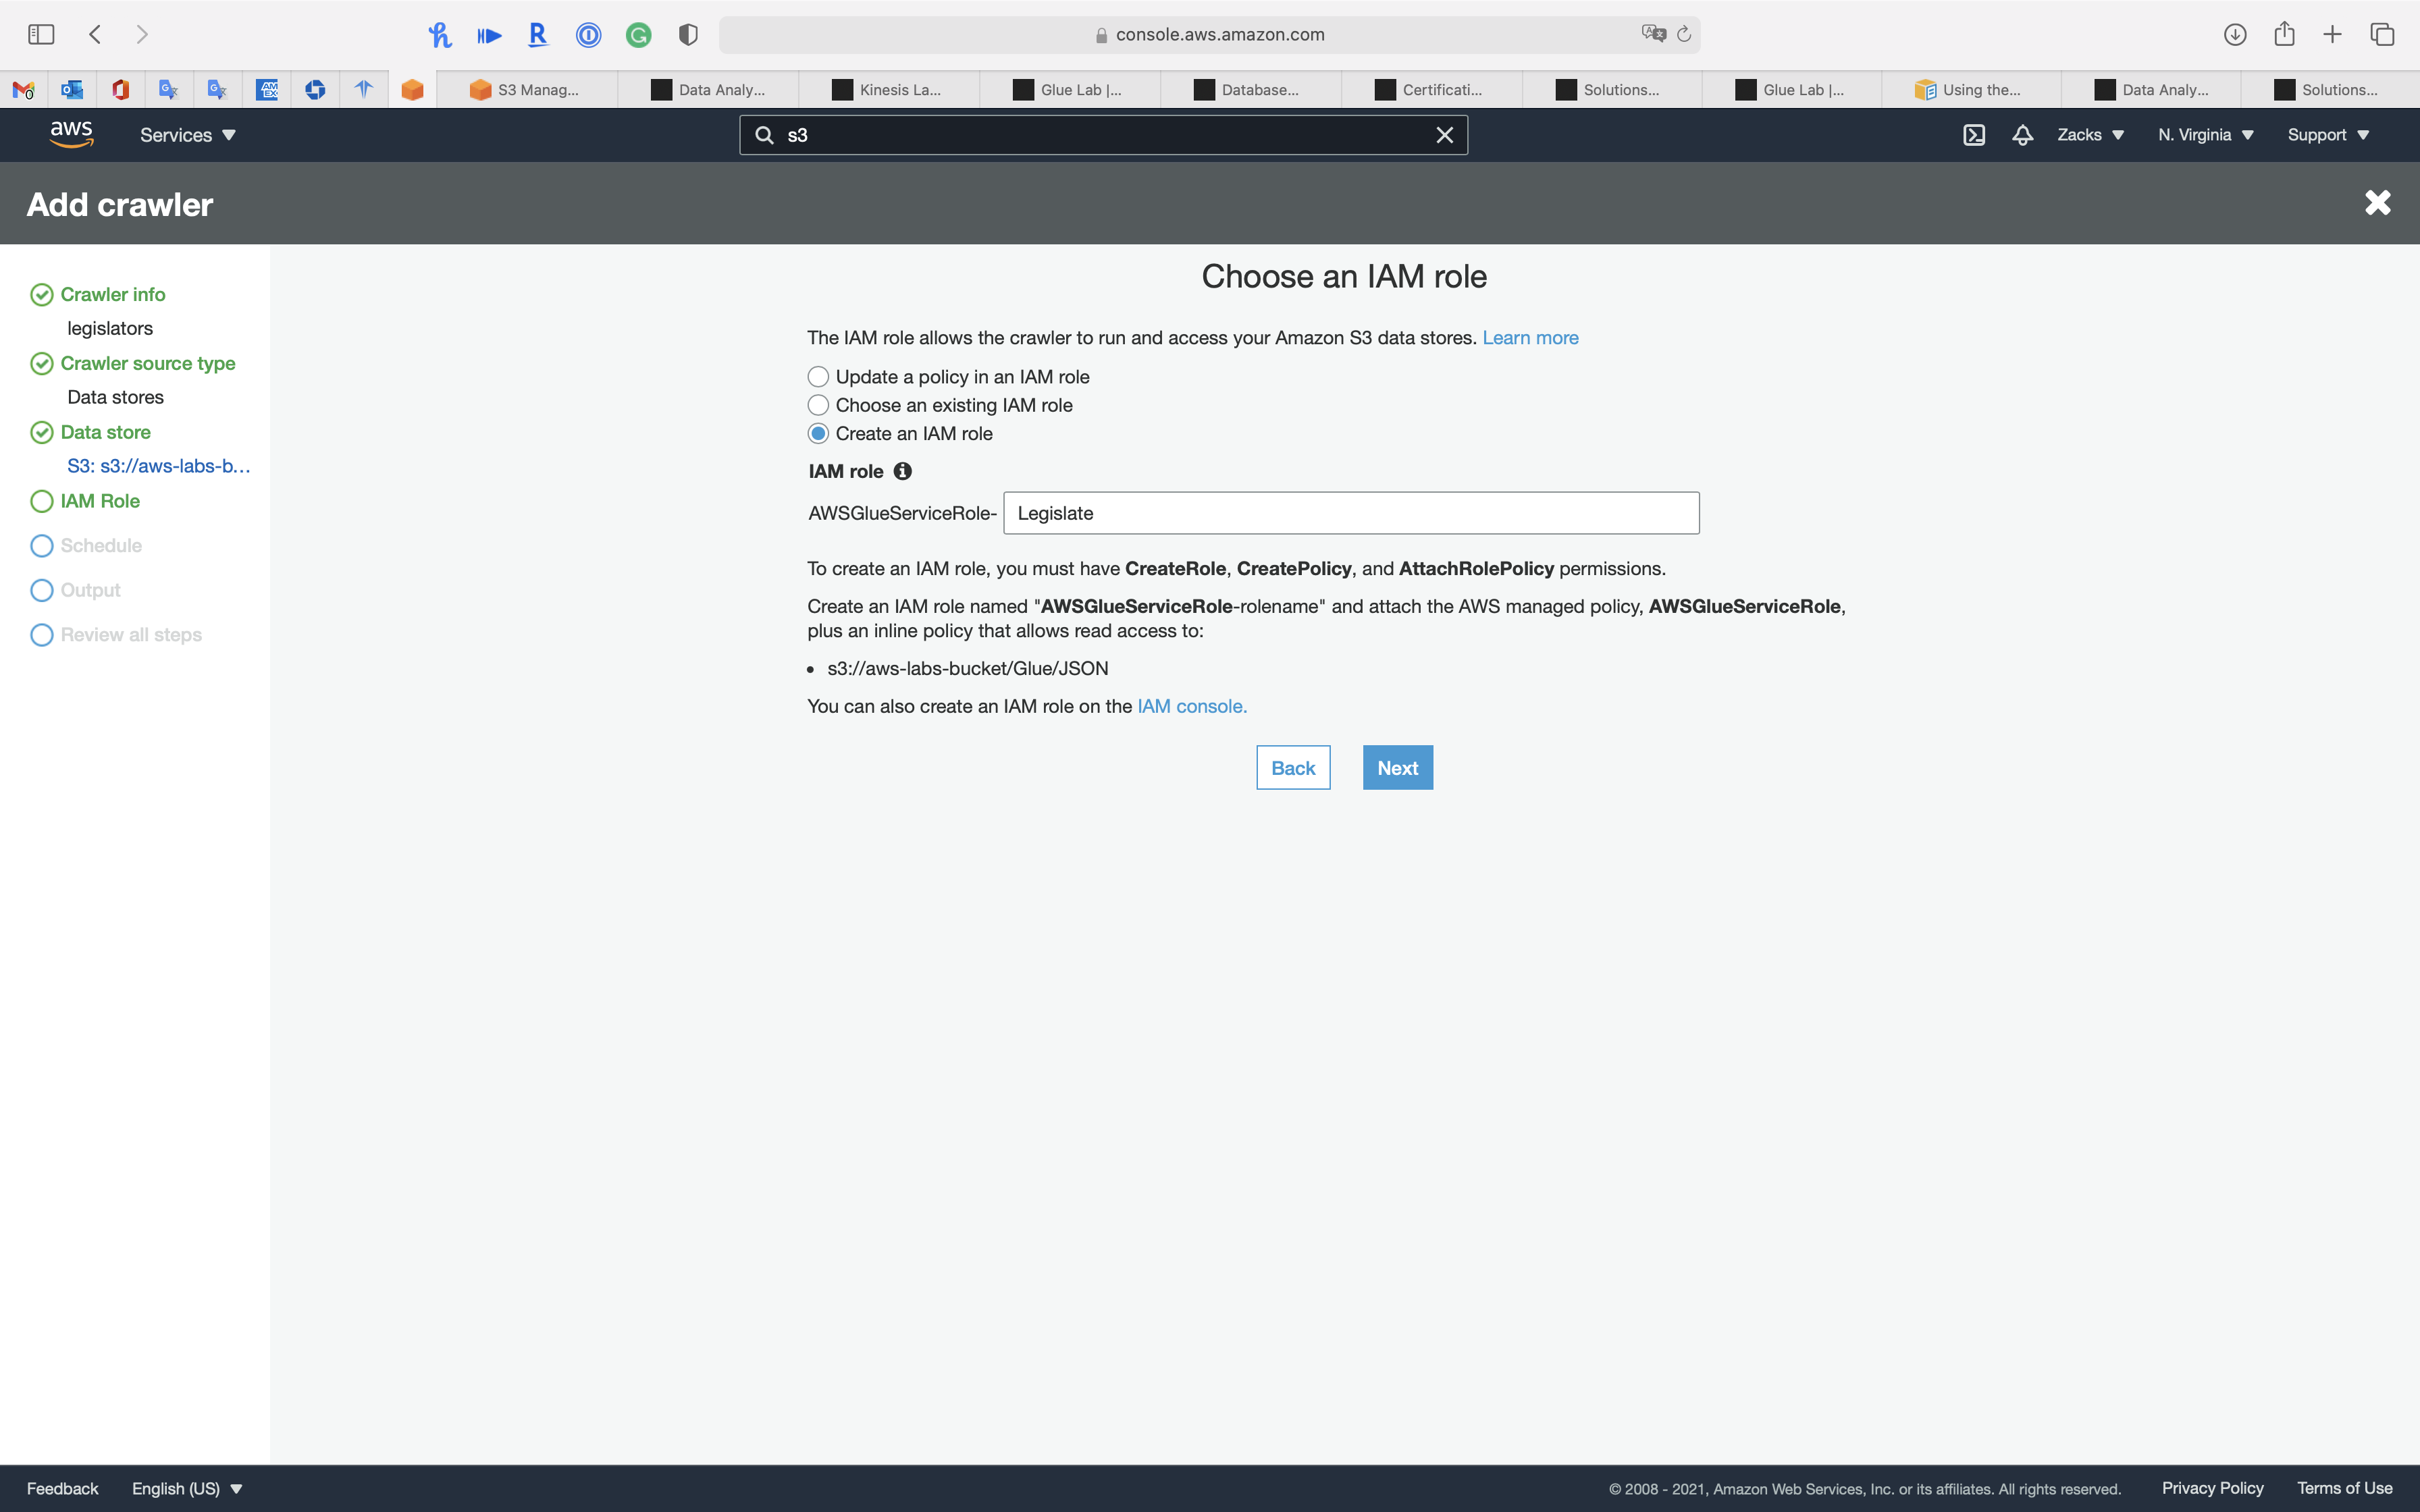 console.aws.amazon.com
S3 Manag...
Data Analy...
Kinesis La...
Glue Lab |...
Database...
Certificati...
Solutions...
Glue Lab |...
Using the...
Data Analy...
Solutions...
aws
Services
s3
Zacks
N. Virginia
Support
Add crawler
Crawler info
legislators
Crawler source type
Data stores
Data store
S3: s3://aws-labs-b...
IAM Role
Schedule
Output
Review all steps
Choose an IAM role
The IAM role allows the crawler to run and access your Amazon S3 data stores. Learn more
Update a policy in an IAM role
Choose an existing IAM role
Create an IAM role
IAM role
AWSGlueServiceRole- Legislate
To create an IAM role, you must have CreateRole, CreatePolicy, and AttachRolePolicy permissions.
Create an IAM role named "AWSGlueServiceRole-rolename" and attach the AWS managed policy, AWSGlueServiceRole,
plus an inline policy that allows read access to:
• s3://aws-labs-bucket/Glue/JSON
You can also create an IAM role on the IAM console.
Back Next
Feedback
English (US)
© 2008 - 2021, Amazon Web Services, Inc. or its affiliates. All rights reserved.
Privacy Policy
Terms of Use